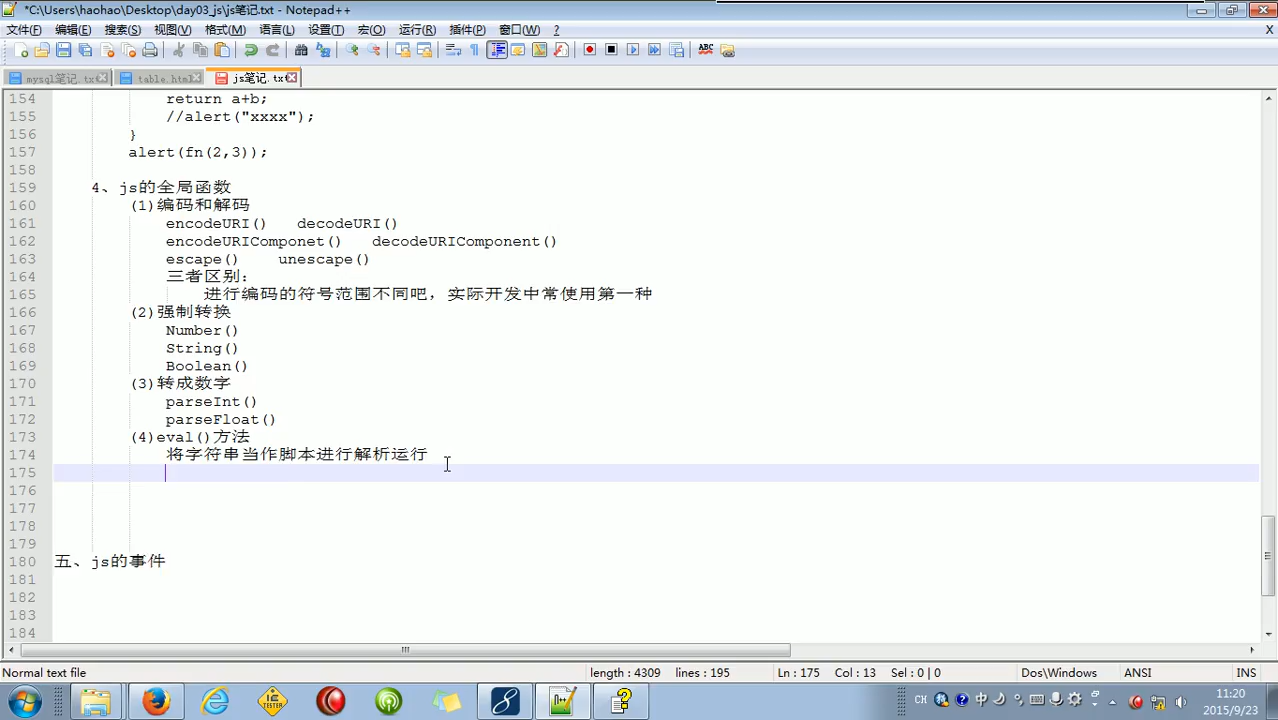 *C:\Users\haohao\Desktop\day03_js\js笔记.txt - Notepad++
文件(F) 编辑(E) 搜索(S) 视图(V) 格式(M) 语言(L) 设置(T) 宏(O) 运行(R) 插件(P) 窗口(W) ? X
mysql笔记.txt table.html js笔记.txt
154 return a+b;
155 //alert("xxxx");
156 }
157 alert(fn(2,3));
158
159 4、js的全局函数
160 (1)编码和解码
161 encodeURI() decodeURI()
162 encodeURIComponet() decodeURIComponent()
163 escape() unescape()
164 三者区别:
165 进行编码的符号范围不同吧，实际开发中常使用第一种
166 (2)强制转换
167 Number()
168 String()
169 Boolean()
170 (3)转成数字
171 parseInt()
172 parseFloat()
173 (4)eval()方法
174 将字符串当作脚本进行解析运行
175
176
177
178
179
180 五、js的事件
181
182
183
184
Normal text file length : 4309 lines : 195 Ln : 175 Col : 13 Sel : 0 | 0 Dos\Windows ANSI INS
CH 中 11:20
2015/9/23